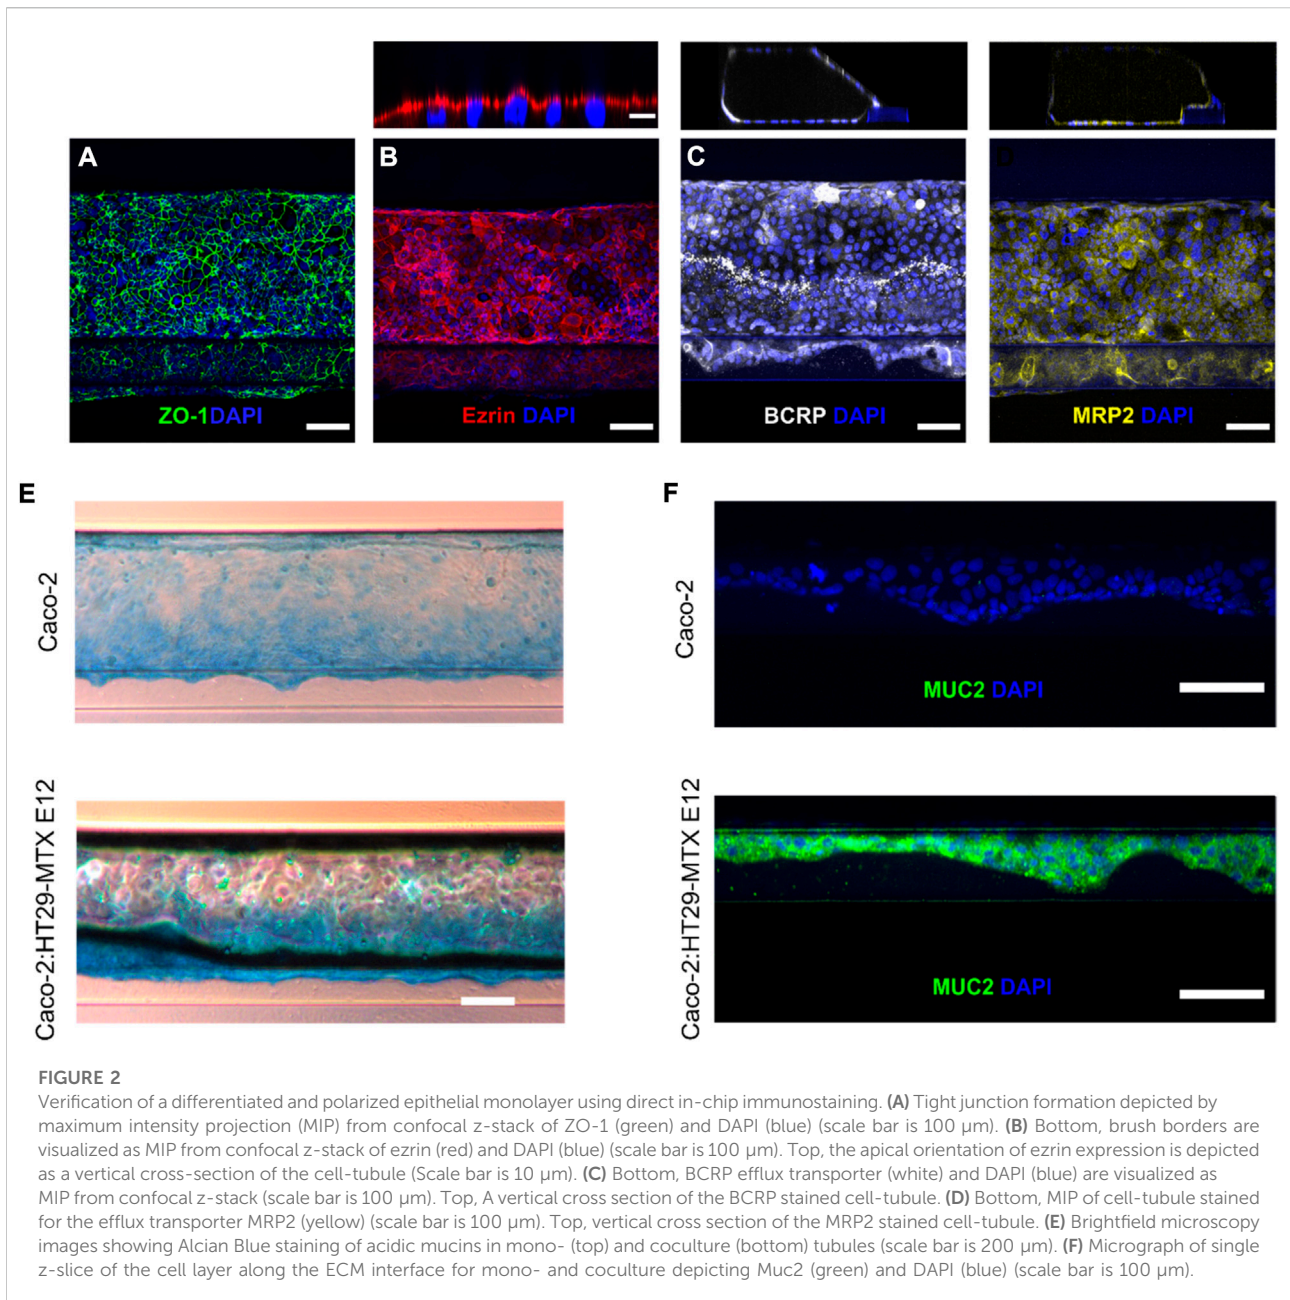 A
B
C
D
ZO-1DAPI
Ezrin DAPI
BCRP DAPI
MRP2 DAPI
E
F
Caco-2
Caco-2
MUC2 DAPI
Caco-2:HT29-MTX E12
Caco-2:HT29-MTX E12
MUC2 DAPI
FIGURE 2
Verification of a differentiated and polarized epithelial monolayer using direct in-chip immunostaining. (A) Tight junction formation depicted by
maximum intensity projection (MIP) from confocal z-stack of ZO-1 (green) and DAPI (blue) (scale bar is 100 µm). (B) Bottom, brush borders are
visualized as MIP from confocal z-stack of ezrin (red) and DAPI (blue) (scale bar is 100 µm). Top, the apical orientation of ezrin expression is depicted
as a vertical cross-section of the cell-tubule (Scale bar is 10 µm). (C) Bottom, BCRP efflux transporter (white) and DAPI (blue) are visualized as
MIP from confocal z-stack (scale bar is 100 µm). Top, A vertical cross section of the BCRP stained cell-tubule. (D) Bottom, MIP of cell-tubule stained
for the efflux transporter MRP2 (yellow) (scale bar is 100 µm). Top, vertical cross section of the MRP2 stained cell-tubule. (E) Brightfield microscopy
images showing Alcian Blue staining of acidic mucins in mono- (top) and coculture (bottom) tubules (scale bar is 200 µm). (F) Micrograph of single
z-slice of the cell layer along the ECM interface for mono- and coculture depicting Muc2 (green) and DAPI (blue) (scale bar is 100 µm).